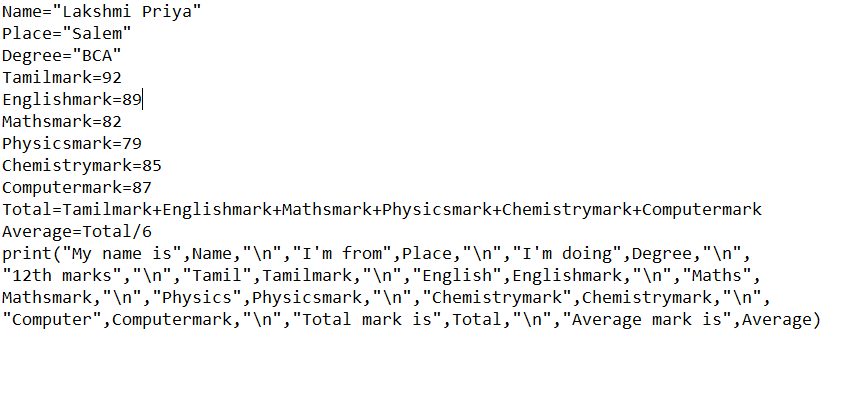 Name="Lakshmi Priya"
Place="Salem"
Degree="BCA"
Tamilmark=92
Englishmark=89
Mathsmark=82
Physicsmark=79
Chemistrymark=85
Computermark=87
Total=Tamilmark+Englishmark+Mathsmark+Physicsmark+Chemistrymark+Computermark
Average=Total/6
print("My name is",Name,"\n","I'm from",Place,"\n","I'm doing",Degree,"\n",
"12th marks","\n","Tamil",Tamilmark,"\n","English",Englishmark,"\n","Maths",
Mathsmark,"\n","Physics",Physicsmark,"\n","Chemistrymark",Chemistrymark,"\n",
"Computer",Computermark,"\n","Total mark is",Total,"\n","Average mark is",Average)